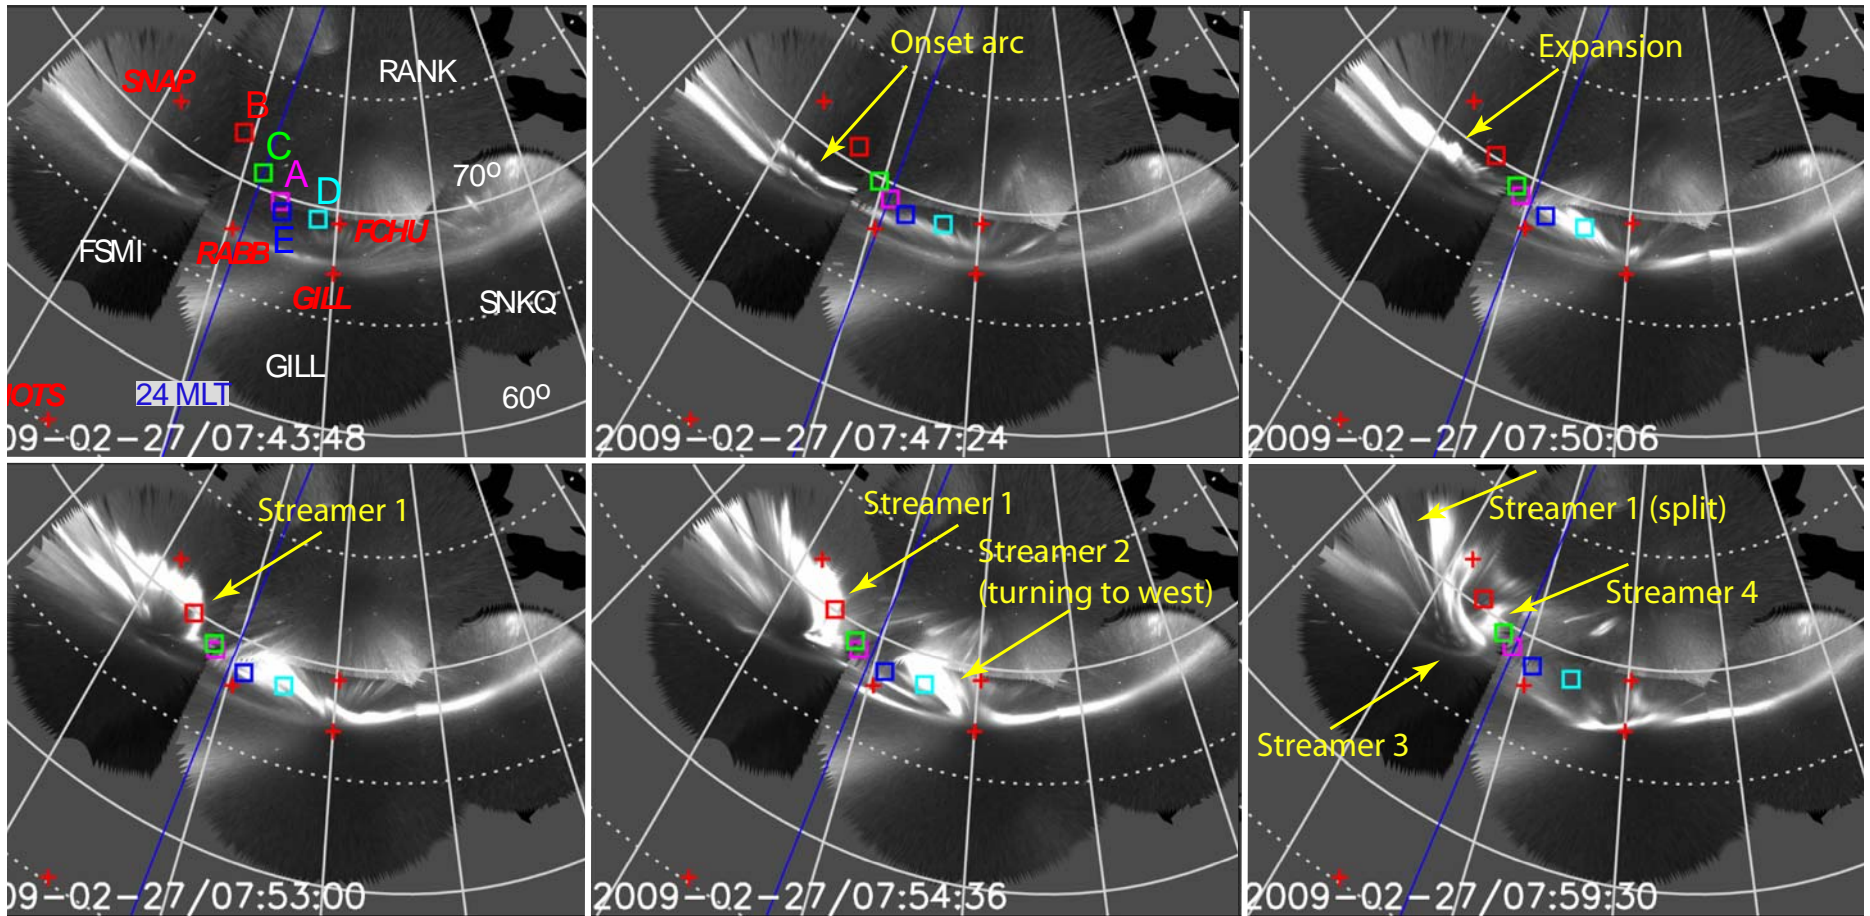 SNAP
RANK
B
C
A
D
70o
FCHU
FSMI
RABB
E
GILL
SNKQ
GILL
24 MLT
60o
09-02-27/07:43:48
Onset arc
2009-02-27/07:47:24
Expansion
2009-02-27/07:50:06
Streamer 1
09-02-27/07:53:00
Streamer 1
Streamer 2
(turning to west)
2009-02-27/07:54:36
Streamer 1 (split)
Streamer 4
Streamer 3
2009-02-27/07:59:30